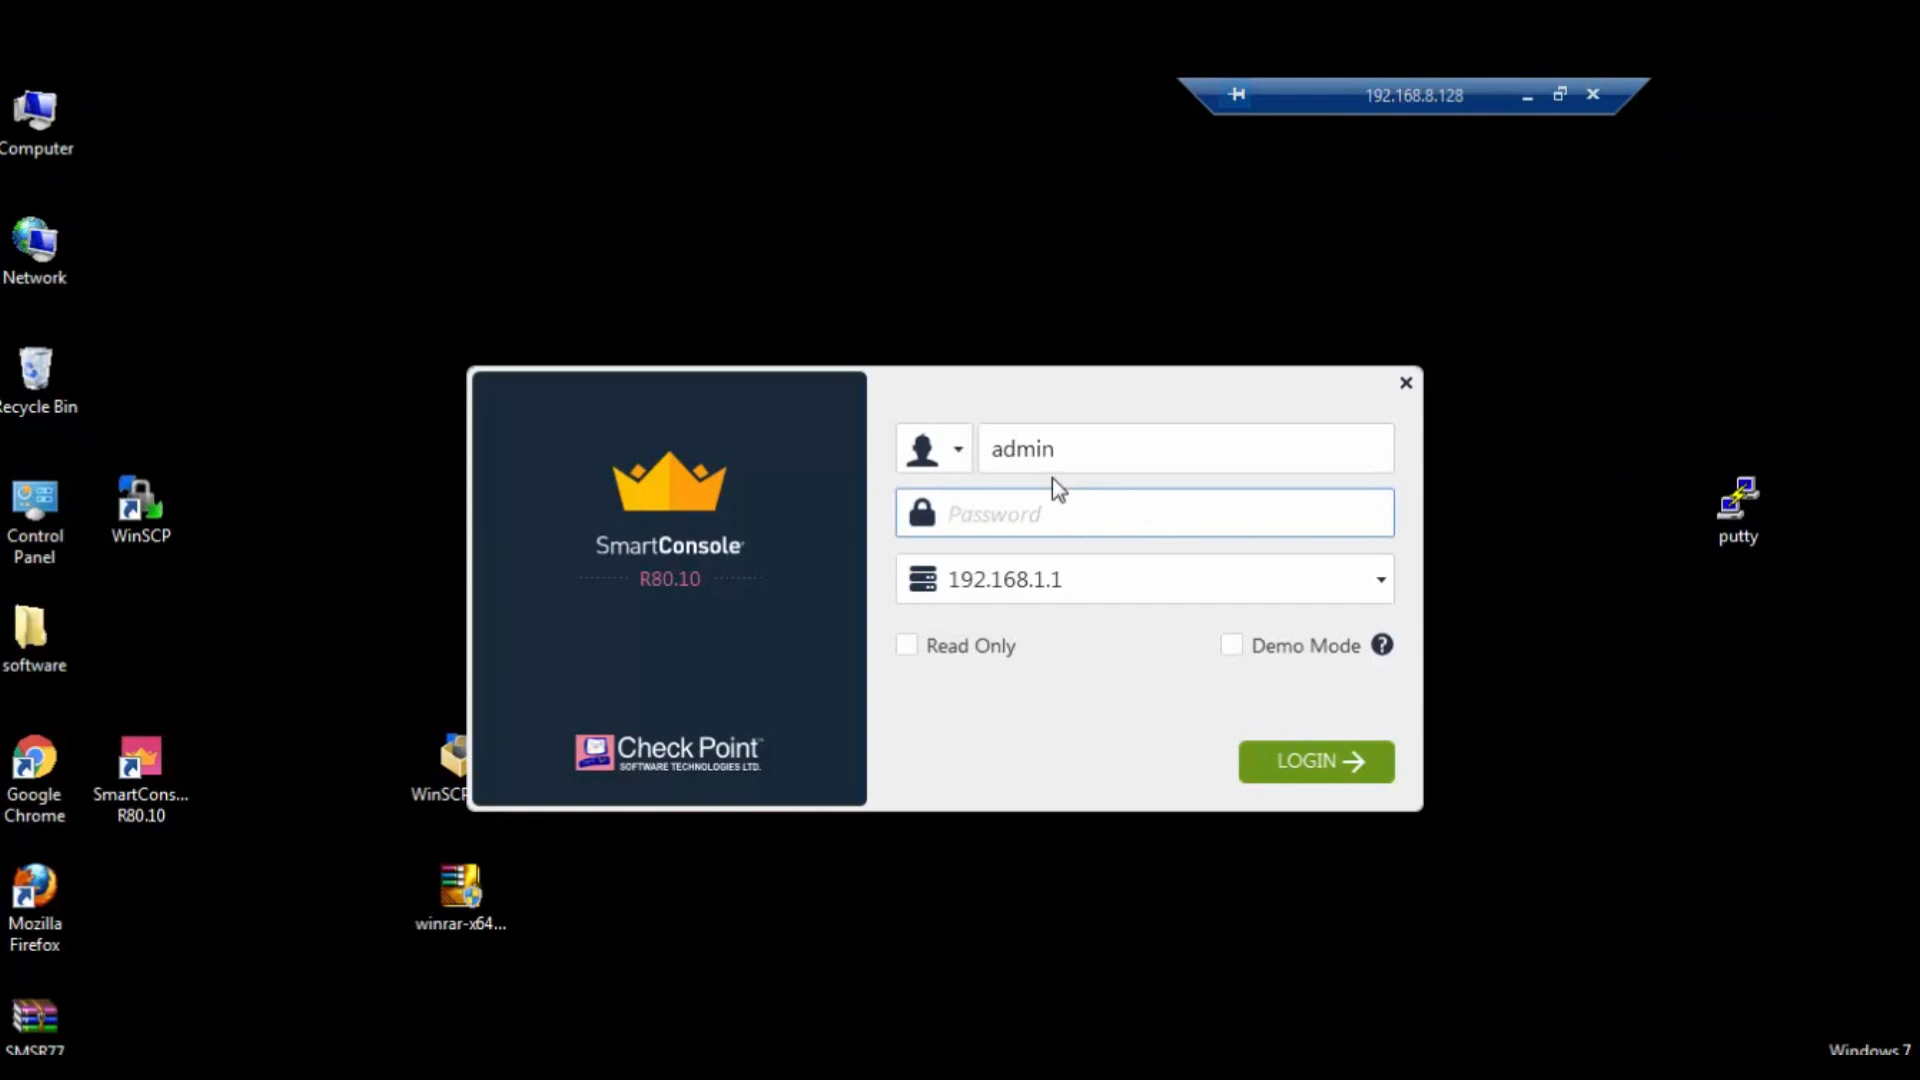 192.168.8.128
Computer
Network
Recycle Bin
Control
Panel
WinSCP
putty
software
Google
Chrome
SmartCons...
R80.10
WinSCP
winrar-x64...
Mozilla
Firefox
SMSR77
SmartConsole
R80.10
Check Point™
SOFTWARE TECHNOLOGIES LTD.
admin
Password
192.168.1.1
Read Only
Demo Mode ?
LOGIN
Windows 7